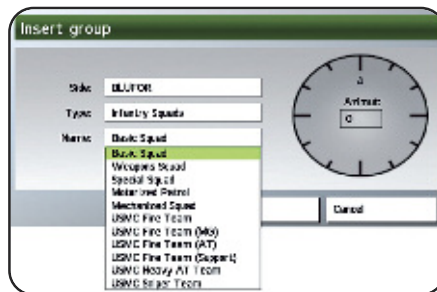 Insert group
Side: BLUFOR
Type: Infantry Squads
Name: Basic Squad
Basic Squad
Weapons Squad
Special Squad
Motorized Patrol
Mechanized Squad
USMC Fire Team
USMC Fire Team (MG)
USMC Fire Team (AT)
USMC Fire Team (Support)
USMC Heavy AT Team
USMC Sniper Team
Azimut:
0
Cancel